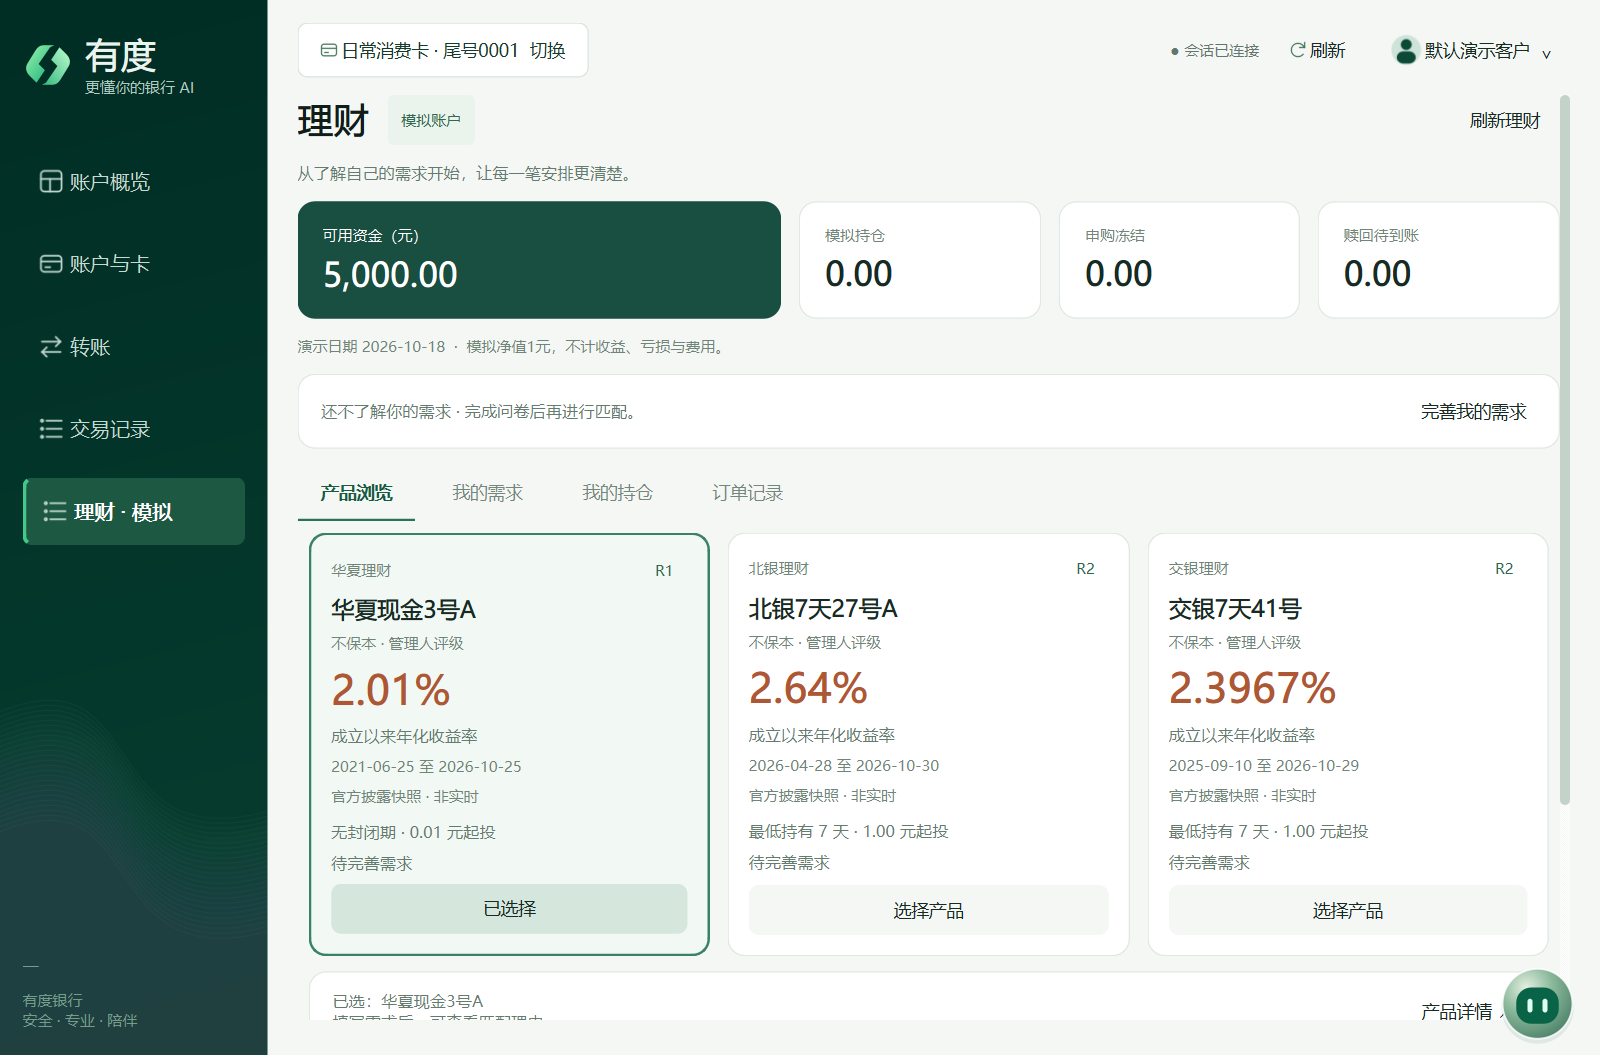 有度
更懂你的银行 AI
账户概览
账户与卡
转账
交易记录
理财 · 模拟
有度银行
安全 · 专业 · 陪伴
日常消费卡 · 尾号0001 切换
会话已连接
刷新
默认演示客户
理财
模拟账户
刷新理财
从了解自己的需求开始，让每一笔安排更清楚。
可用资金（元）
5,000.00
模拟持仓
0.00
申购冻结
0.00
赎回待到账
0.00
演示日期 2026-10-18 · 模拟净值1元，不计收益、亏损与费用。
还不了解你的需求 · 完成问卷后再进行匹配。
完善我的需求
产品浏览
我的需求
我的持仓
订单记录
华夏理财
R1
华夏现金3号A
不保本 · 管理人评级
2.01%
成立以来年化收益率
2021-06-25 至 2026-10-25
官方披露快照 · 非实时
无封闭期 · 0.01 元起投
待完善需求
已选择
北银理财
R2
北银7天27号A
不保本 · 管理人评级
2.64%
成立以来年化收益率
2026-04-28 至 2026-10-30
官方披露快照 · 非实时
最低持有 7 天 · 1.00 元起投
待完善需求
选择产品
交银理财
R2
交银7天41号
不保本 · 管理人评级
2.3967%
成立以来年化收益率
2025-09-10 至 2026-10-29
官方披露快照 · 非实时
最低持有 7 天 · 1.00 元起投
待完善需求
选择产品
已选：华夏现金3号A
产品详情